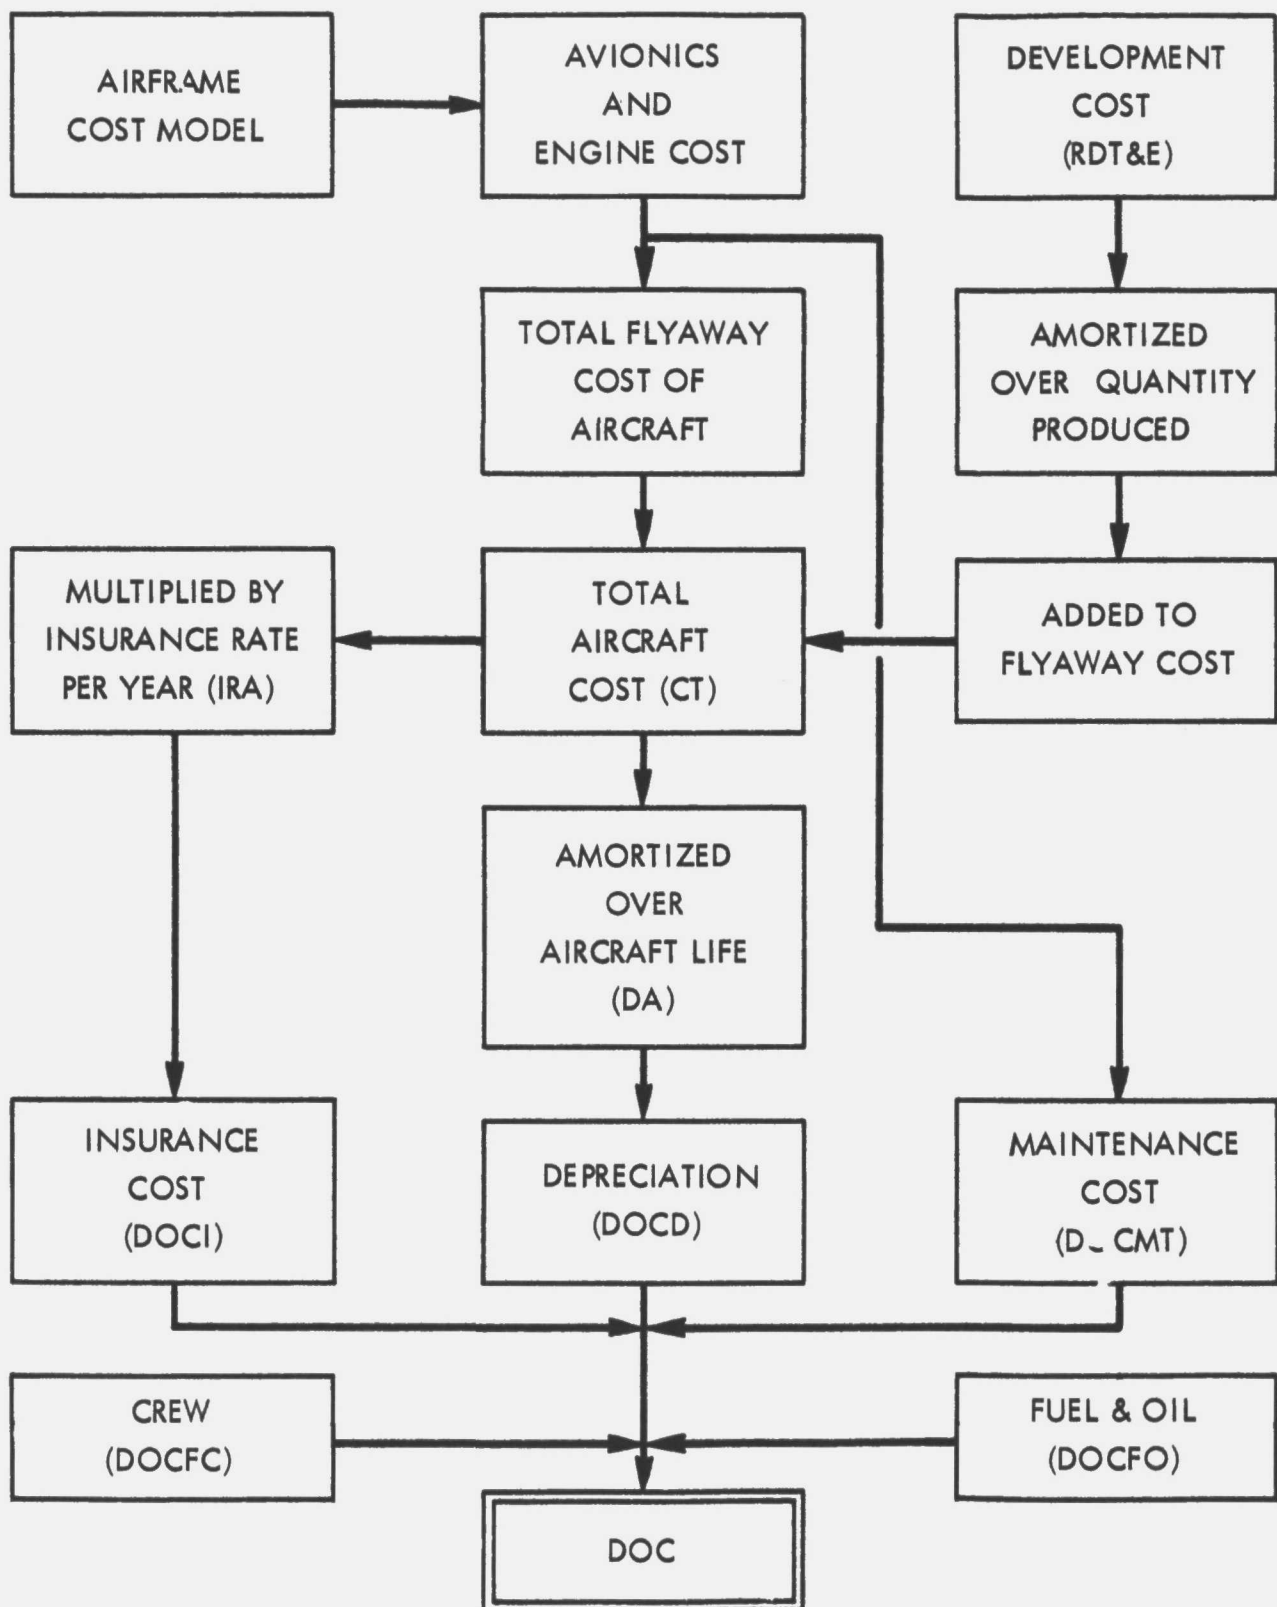 AIRFRAME
COST MODEL
AVIONICS
AND
ENGINE COST
DEVELOPMENT
COST
(RDT&E)
TOTAL FLYAWAY
COST OF
AIRCRAFT
AMORTIZED
OVER QUANTITY
PRODUCED
MULTIPLIED BY
INSURANCE RATE
PER YEAR (IRA)
TOTAL
AIRCRAFT
COST (CT)
ADDED TO
FLYAWAY COST
AMORTIZED
OVER
AIRCRAFT LIFE
(DA)
INSURANCE
COST
(DOCI)
DEPRECIATION
(DOCD)
MAINTENANCE
COST
CREW
(DOCFC)
FUEL & OIL
(DOCFO)
DOC